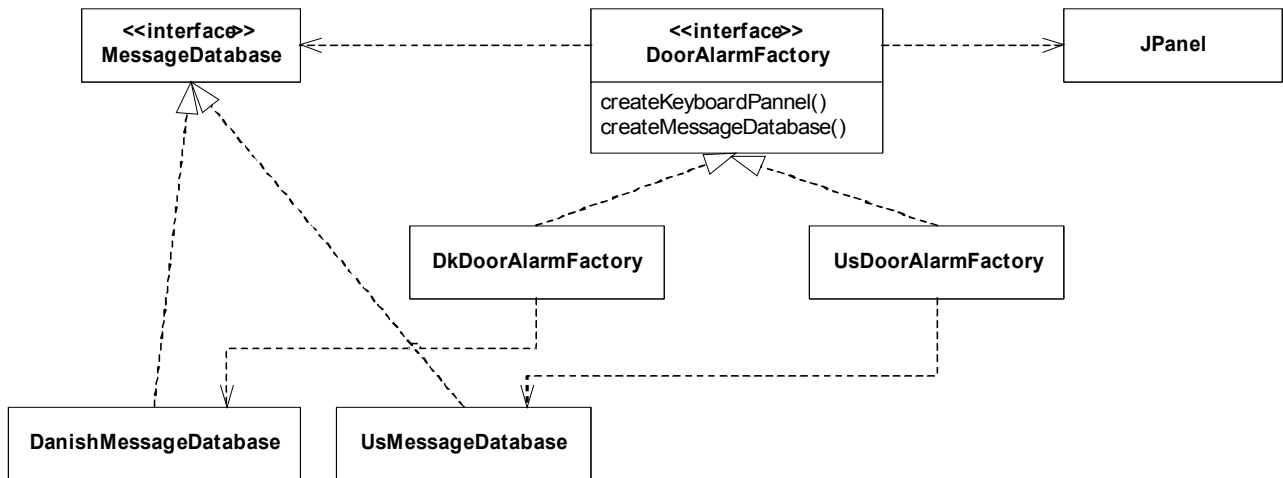 <<interface>>
MessageDatabase
<<interface>>
DoorAlarmFactory
JPanel
createKeyboardPannel()
createMessageDatabase()
DkDoorAlarmFactory
UsDoorAlarmFactory
DanishMessageDatabase
UsMessageDatabase